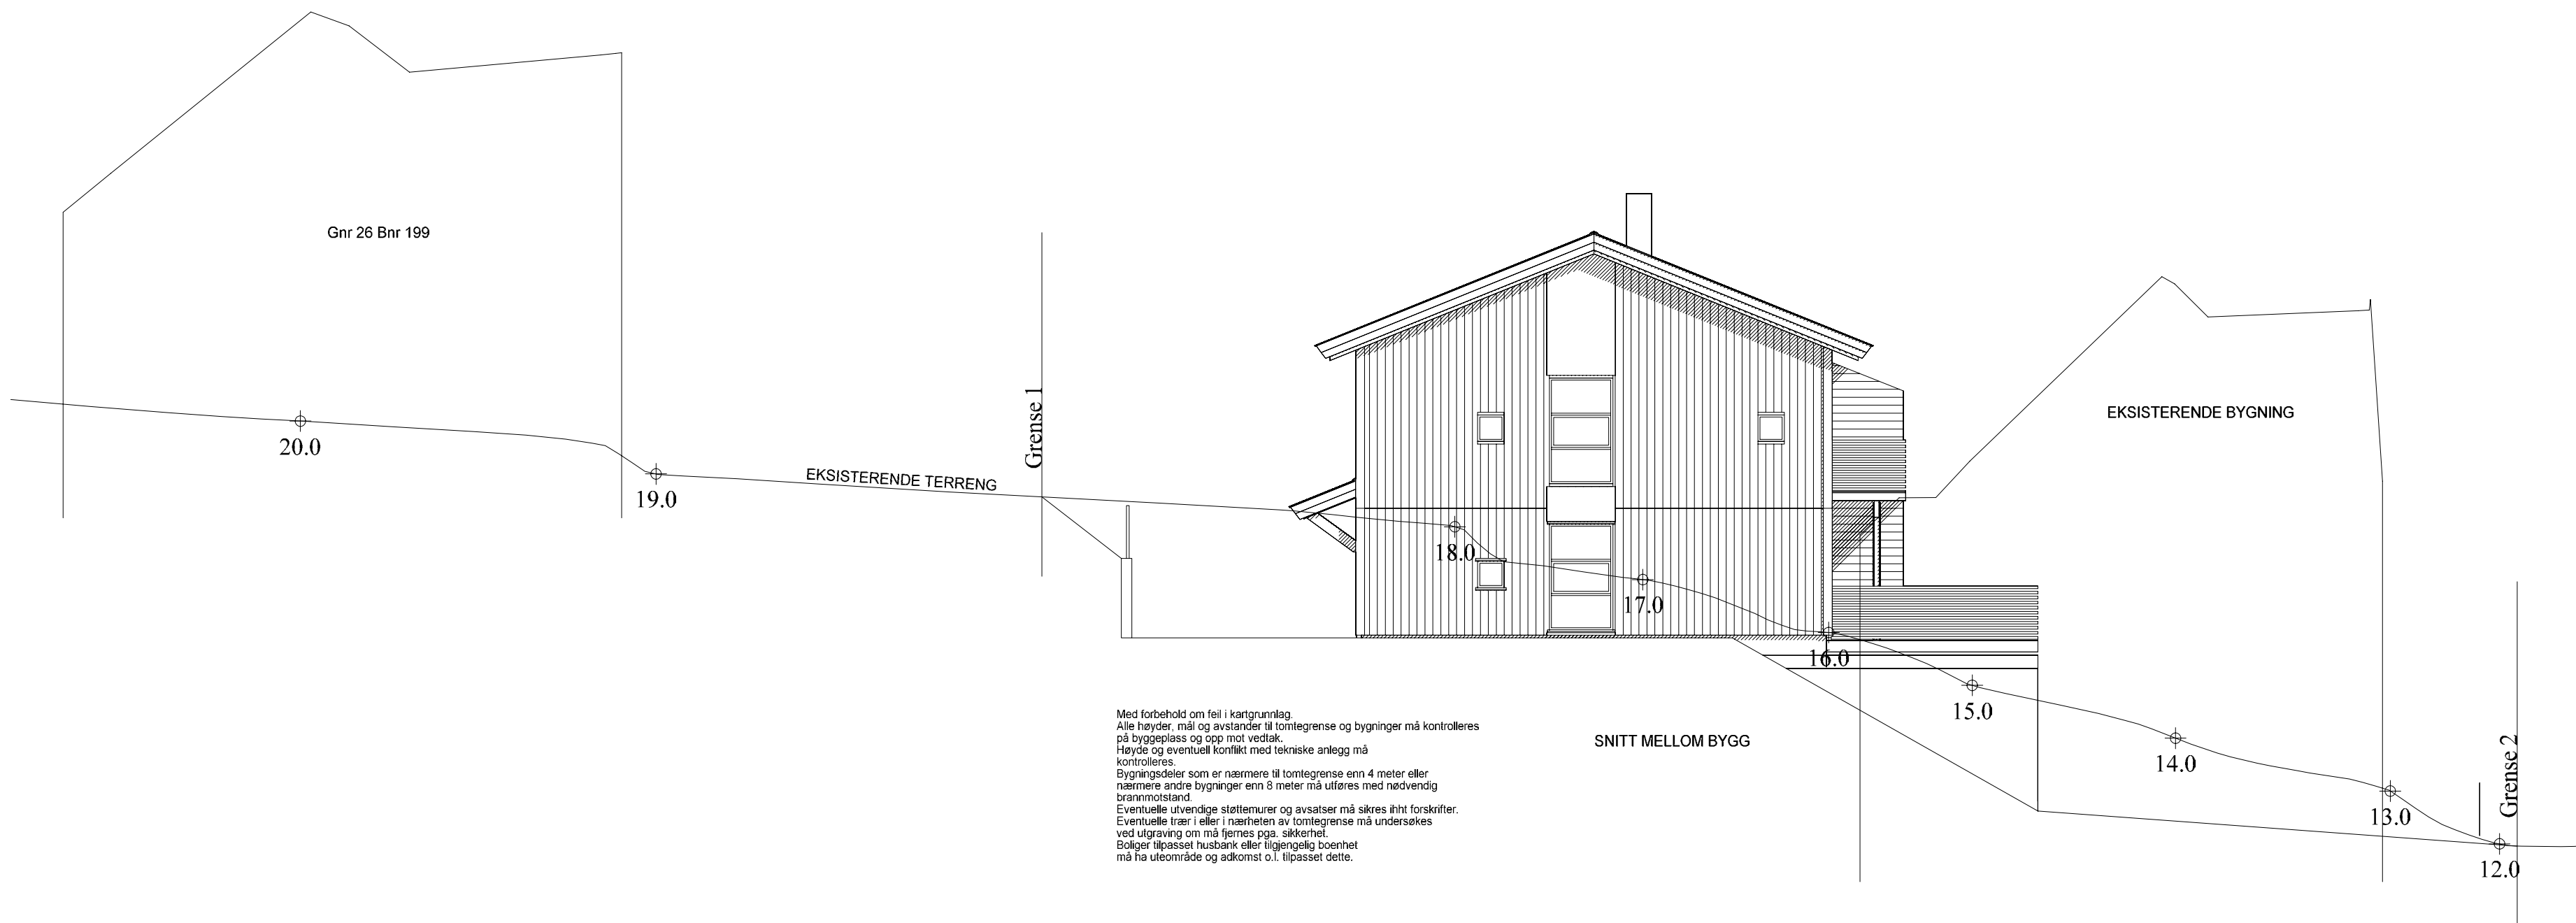 Gnr 26 Bnr 199
20.0
19.0
EKSISTERENDE TERRENG
Grense 1
18.0
17.0
16.0
EKSISTERENDE BYGNING
15.0
14.0
13.0
12.0
Grense 2
SNITT MELLOM BYGG
Med forbehold om feil i kartgrunnlag.
Alle høyder, mål og avstander til tomtegrense og bygninger må kontrolleres
på byggeplass og opp mot vedtak.
Høyde og eventuell konflikt med tekniske anlegg må
kontrolleres.
Bygningsdeler som er nærmere til tomtegrense enn 4 meter eller
nærmere andre bygninger enn 8 meter må utføres med nødvendig
brannmotstand.
Eventuelle utvendige støttemurer og avsatser må sikres ihht forskrifter.
Eventuelle trær i eller i nærheten av tomtegrense må undersøkes
ved utgraving om må fjernes pga. sikkerhet.
Boliger tilpasset husbank eller tilgjengelig boenhet
må ha uteområde og adkomst o.l. tilpasset dette.